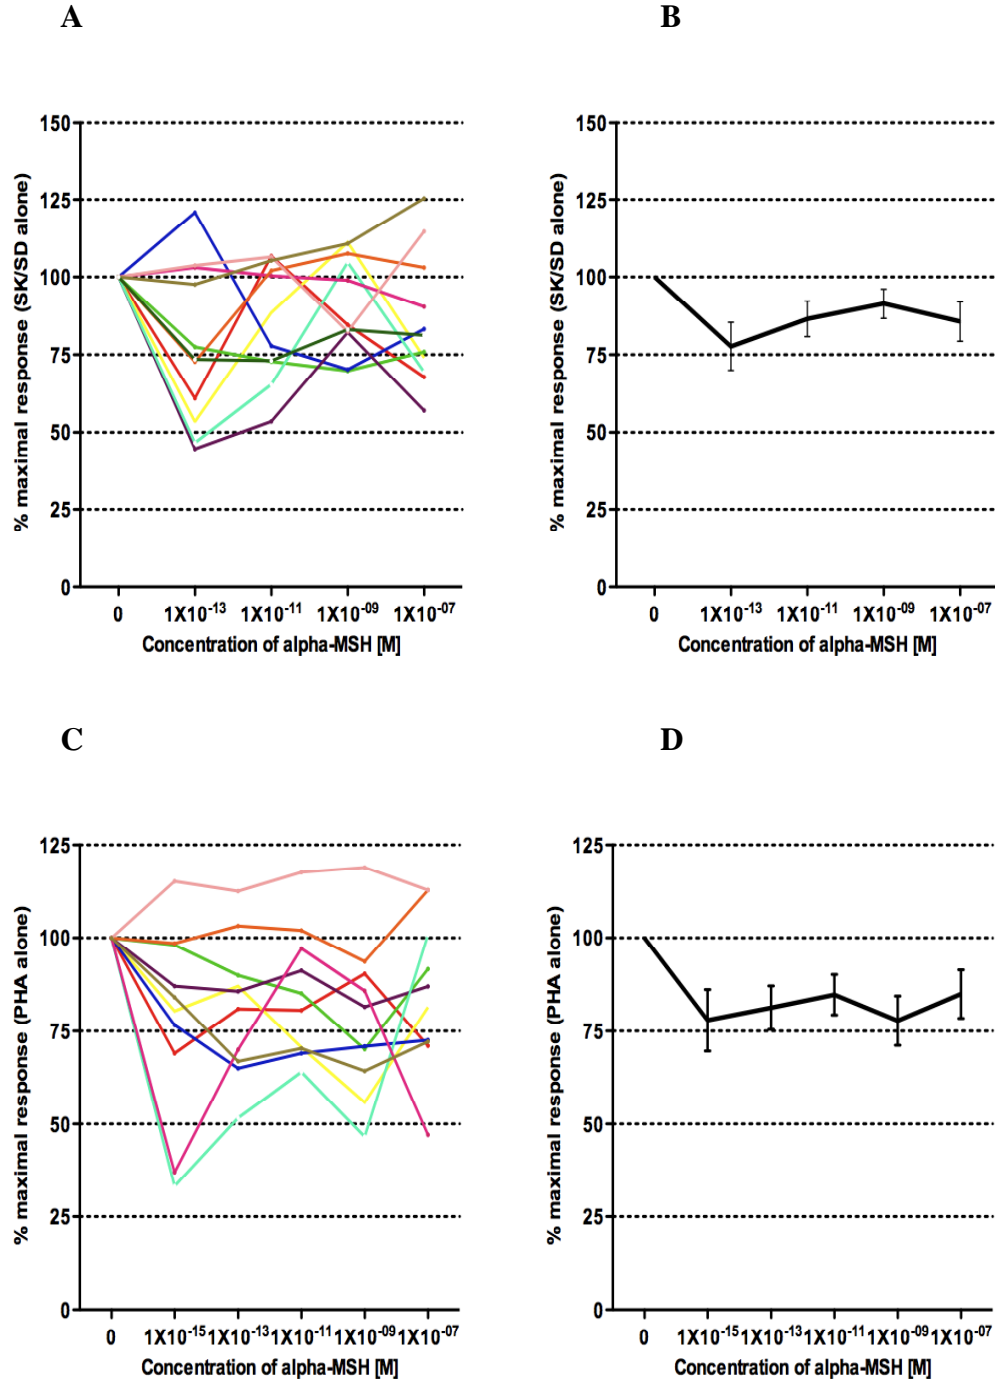 A
B
% maximal response (SK/SD alone)
150
125
100
75
50
25
0
0 1X10⁻¹³ 1X10⁻¹¹ 1X10⁻⁰⁹ 1X10⁻⁰⁷
Concentration of alpha-MSH [M]
% maximal response (SK/SD alone)
150
125
100
75
50
25
0
0 1X10⁻¹³ 1X10⁻¹¹ 1X10⁻⁰⁹ 1X10⁻⁰⁷
Concentration of alpha-MSH [M]
C
D
% maximal response (PHA alone)
125
100
75
50
25
0
0 1X10⁻¹⁵ 1X10⁻¹³ 1X10⁻¹¹ 1X10⁻⁰⁹ 1X10⁻⁰⁷
Concentration of alpha-MSH [M]
% maximal response (PHA alone)
125
100
75
50
25
0
0 1X10⁻¹⁵ 1X10⁻¹³ 1X10⁻¹¹ 1X10⁻⁰⁹ 1X10⁻⁰⁷
Concentration of alpha-MSH [M]